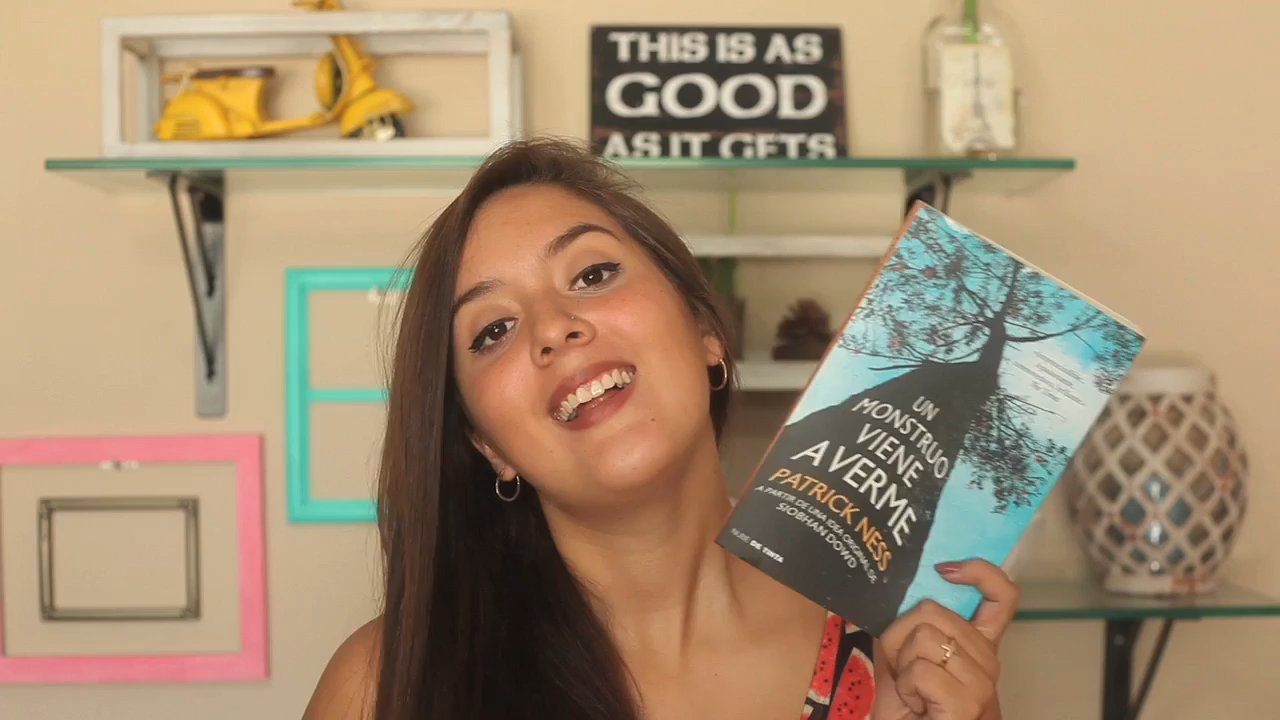 THIS IS AS
GOOD
AS IT GETS
UN
MONSTRUO
VIENE
A VERME
PATRICK NESS
A PARTIR DE UNA IDEA ORIGINAL DE
SIOBHAN DOWD
NUBE DE TINTA